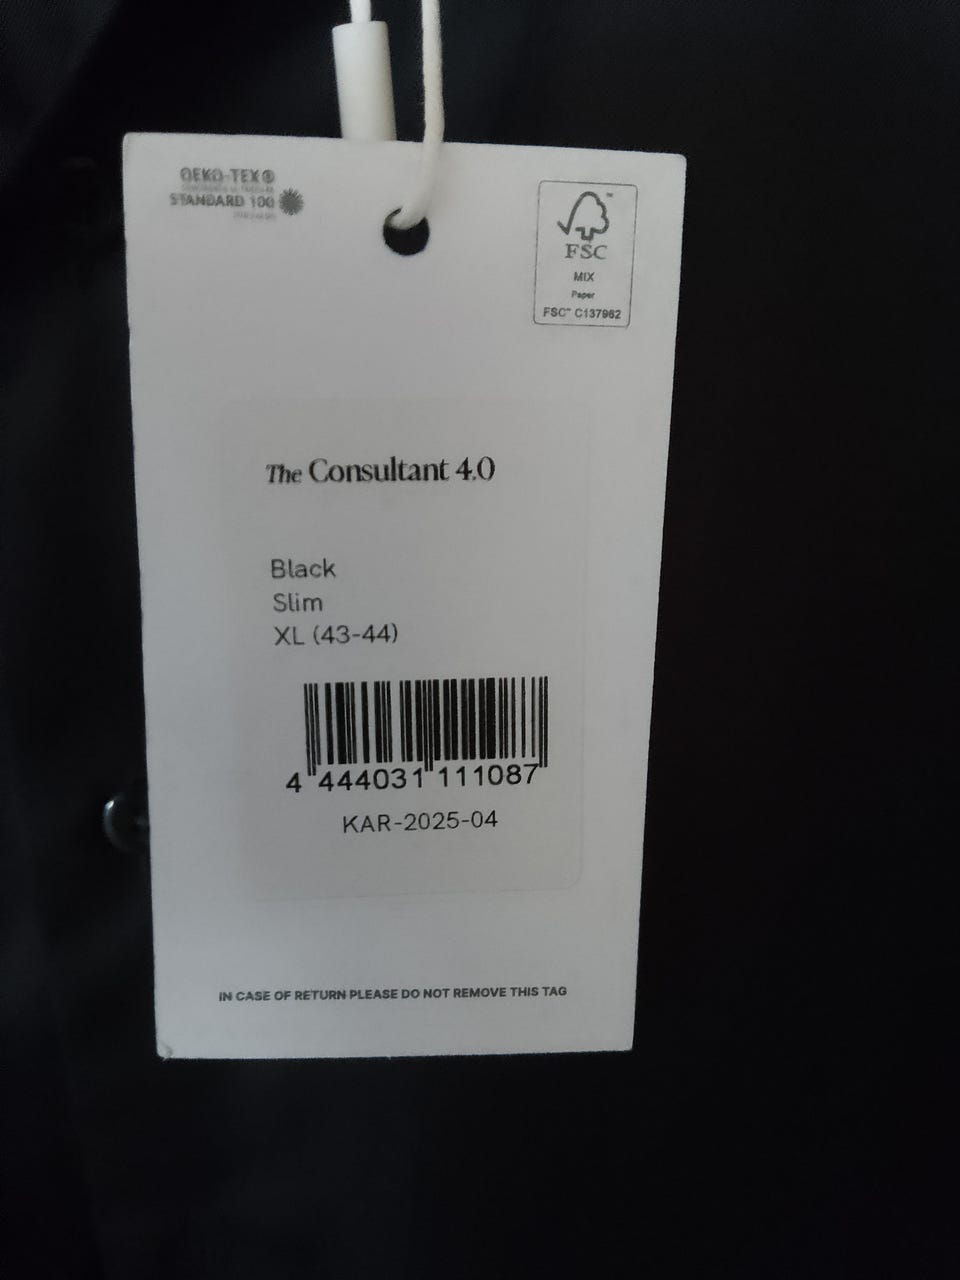 OEKO-TEX®
STANDARD 100
FSC™
MIX
Paper
FSC™ C137962
The Consultant 4.0
Black
Slim
XL (43-44)
4 444031 111087
KAR-2025-04
IN CASE OF RETURN PLEASE DO NOT REMOVE THIS TAG